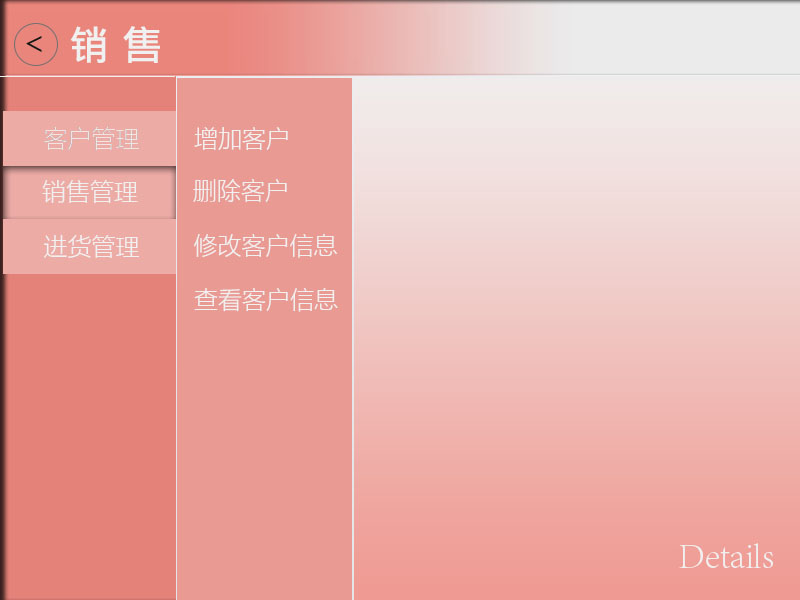 < 销售
客户管理
销售管理
进货管理
增加客户
删除客户
修改客户信息
查看客户信息
Details